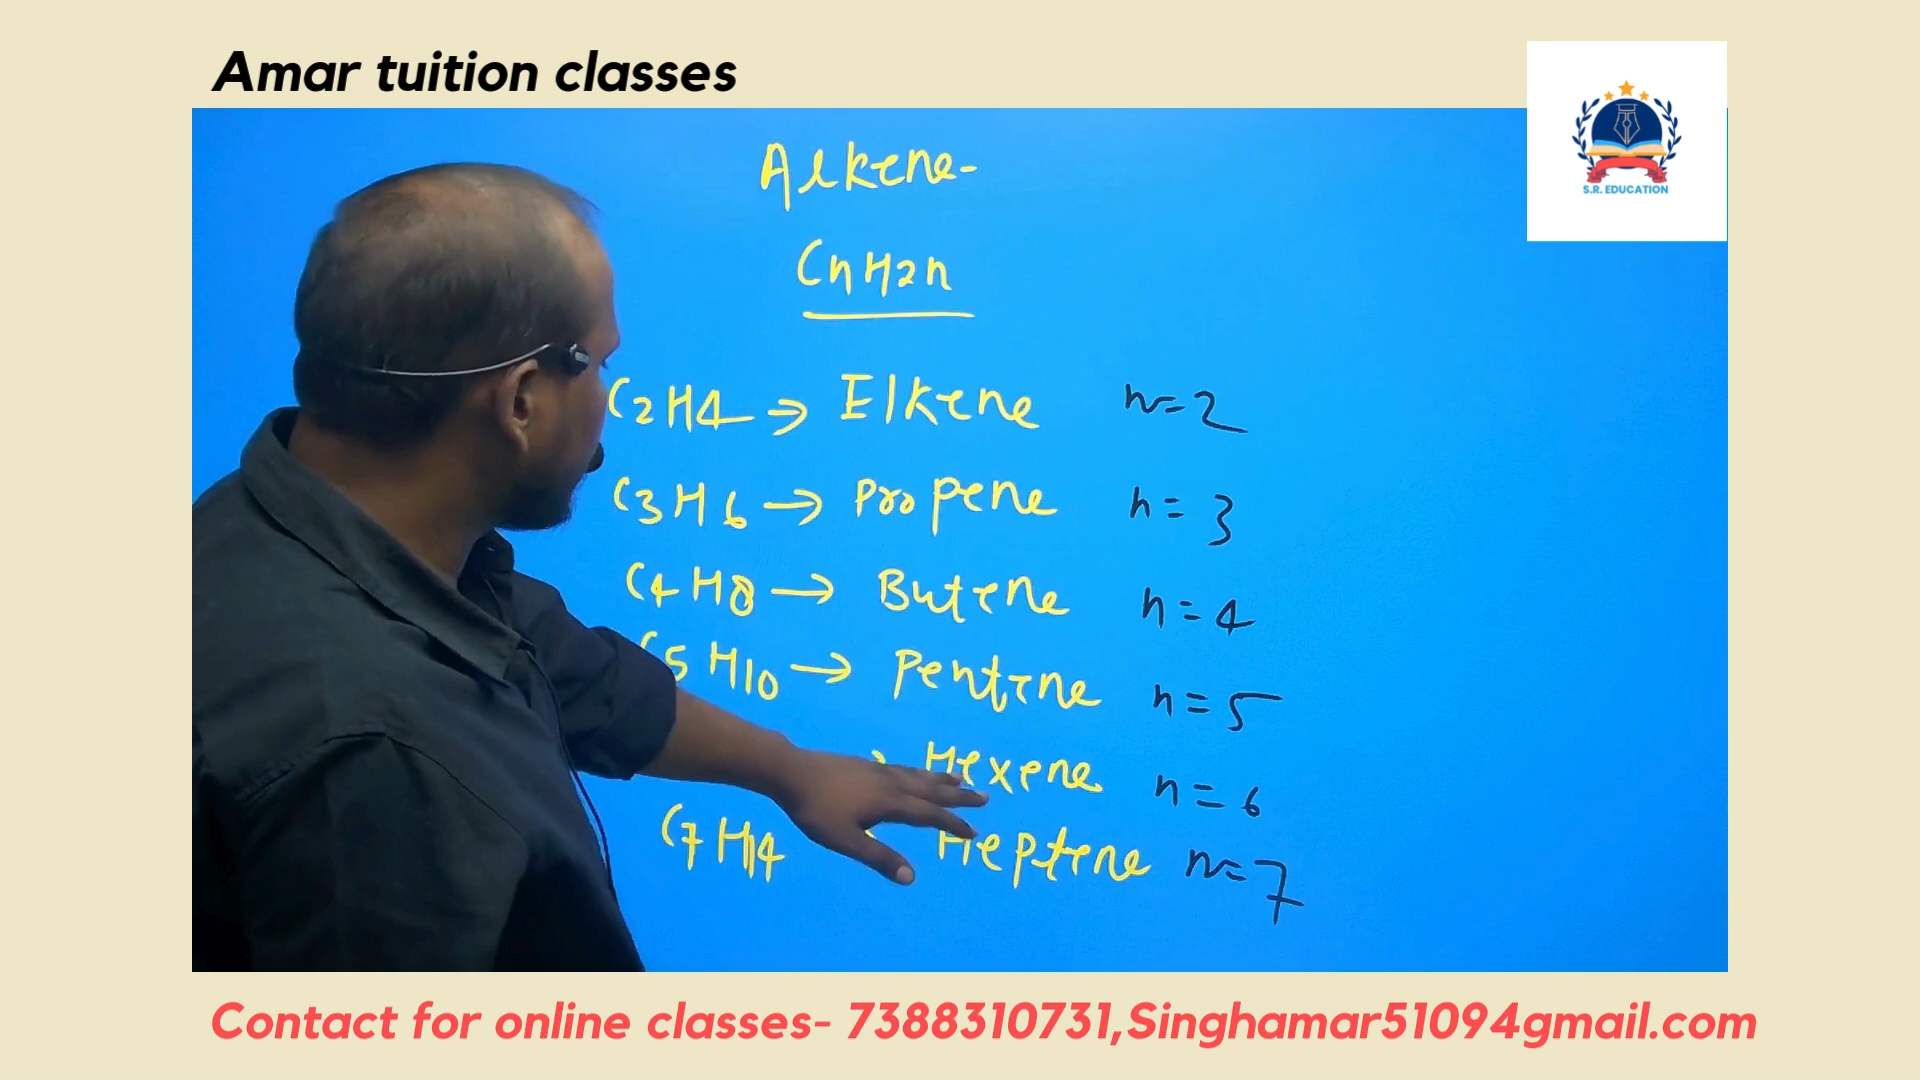 Amar tuition classes
S.R. EDUCATION
Alkene-
CnH2n
C2H4 → Elkene n=2
C3H6 → Propene n=3
C4H8 → Butene n=4
C5H10 → Pentene n=5
Hexene n=6
C7H14 Heptene n=7
Contact for online classes- 7388310731,Singhamar51094gmail.com